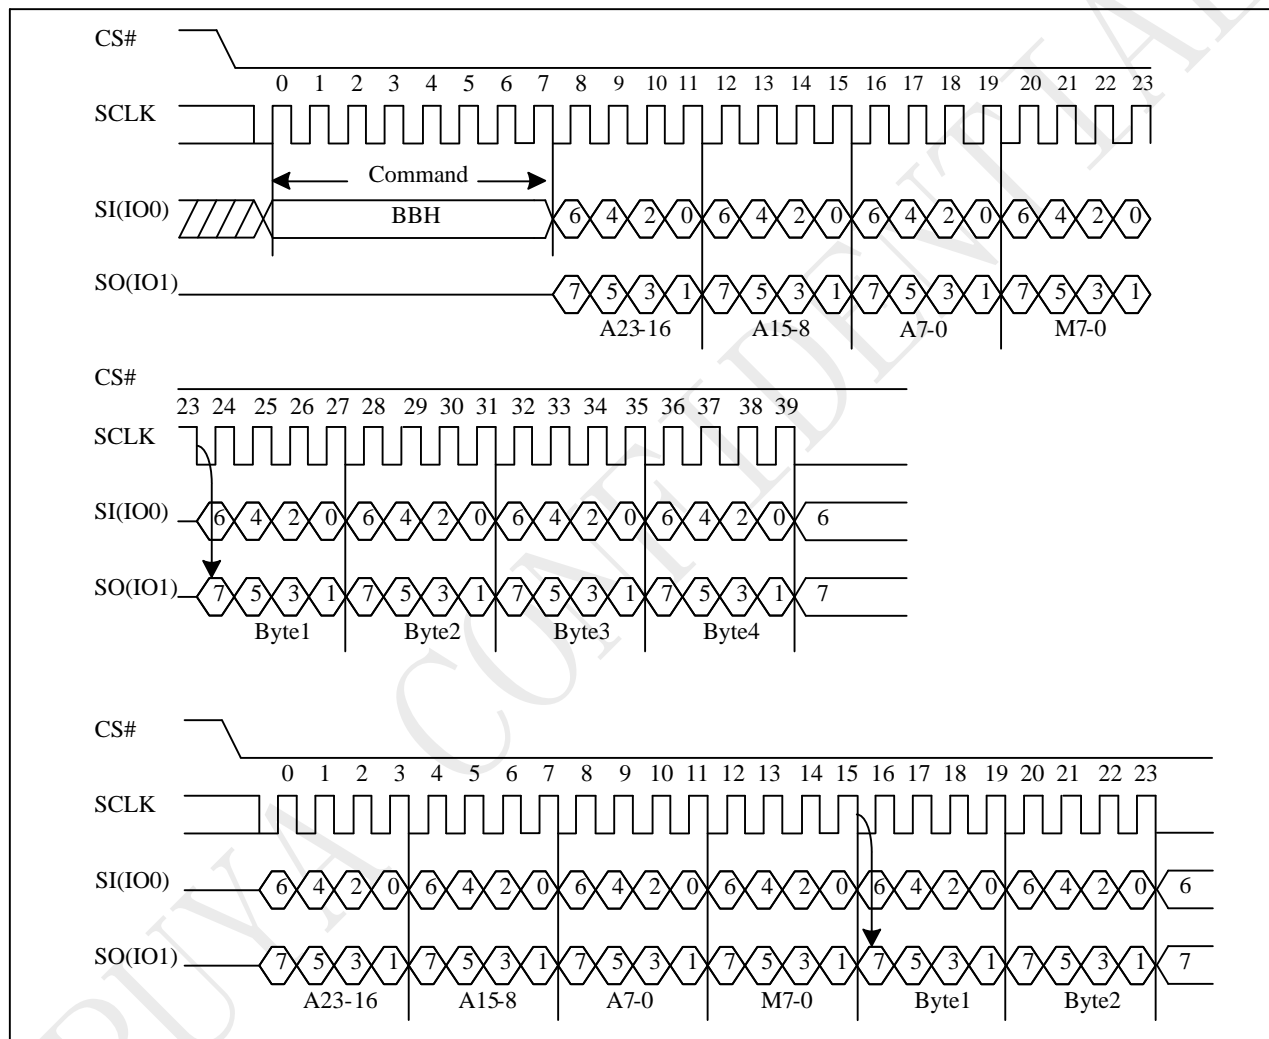 CS#
0 1 2 3 4 5 6 7 8 9 10 11 12 13 14 15 16 17 18 19 20 21 22 23
SCLK
Command
SI(IO0) BBH 6 4 2 0 6 4 2 0 6 4 2 0 6 4 2 0
SO(IO1) 7 5 3 1 7 5 3 1 7 5 3 1 7 5 3 1
A23-16 A15-8 A7-0 M7-0
CS#
23 24 25 26 27 28 29 30 31 32 33 34 35 36 37 38 39
SCLK
SI(IO0) 6 4 2 0 6 4 2 0 6 4 2 0 6 4 2 0 6
SO(IO1) 7 5 3 1 7 5 3 1 7 5 3 1 7 5 3 1 7
Byte1 Byte2 Byte3 Byte4
CS#
0 1 2 3 4 5 6 7 8 9 10 11 12 13 14 15 16 17 18 19 20 21 22 23
SCLK
SI(IO0) 6 4 2 0 6 4 2 0 6 4 2 0 6 4 2 0 6 4 2 0 6 4 2 0 6
SO(IO1) 7 5 3 1 7 5 3 1 7 5 3 1 7 5 3 1 7 5 3 1 7 5 3 1 7
A23-16 A15-8 A7-0 M7-0 Byte1 Byte2
PUYA CONFIDENTIAL